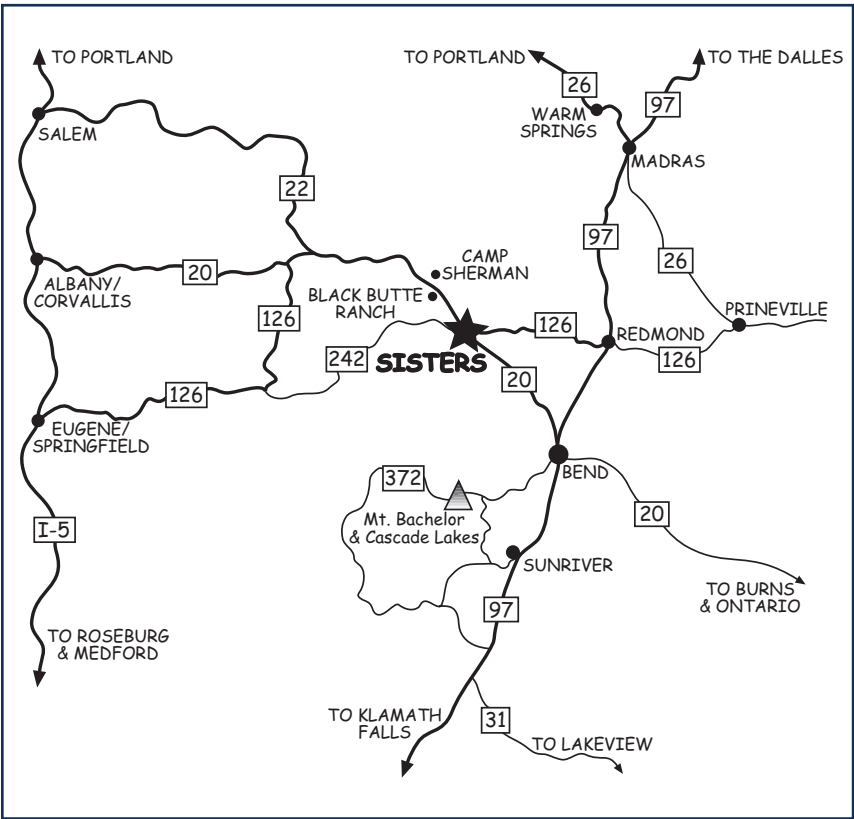 TO PORTLAND
TO PORTLAND
TO THE DALLES
26
97
WARM
SPRINGS
SALEM
MADRAS
22
97
26
CAMP
SHERMAN
20
ALBANY/
CORVALLIS
BLACK BUTTE
RANCH
126
126
PRINEVILLE
REDMOND
126
242
SISTERS
20
126
EUGENE/
SPRINGFIELD
BEND
372
20
Mt. Bachelor
& Cascade Lakes
I-5
SUNRIVER
TO BURNS
& ONTARIO
97
TO ROSEBURG
& MEDFORD
TO KLAMATH
FALLS
31
TO LAKEVIEW